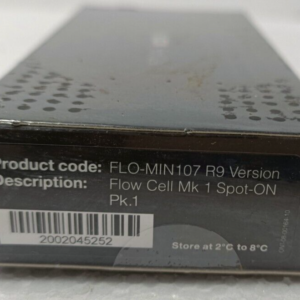 Product code: FLO-MIN107 R9 Version
Description: Flow Cell Mk 1 Spot-ON
Pk.1
2002045252
Store at 2°C to 8°C